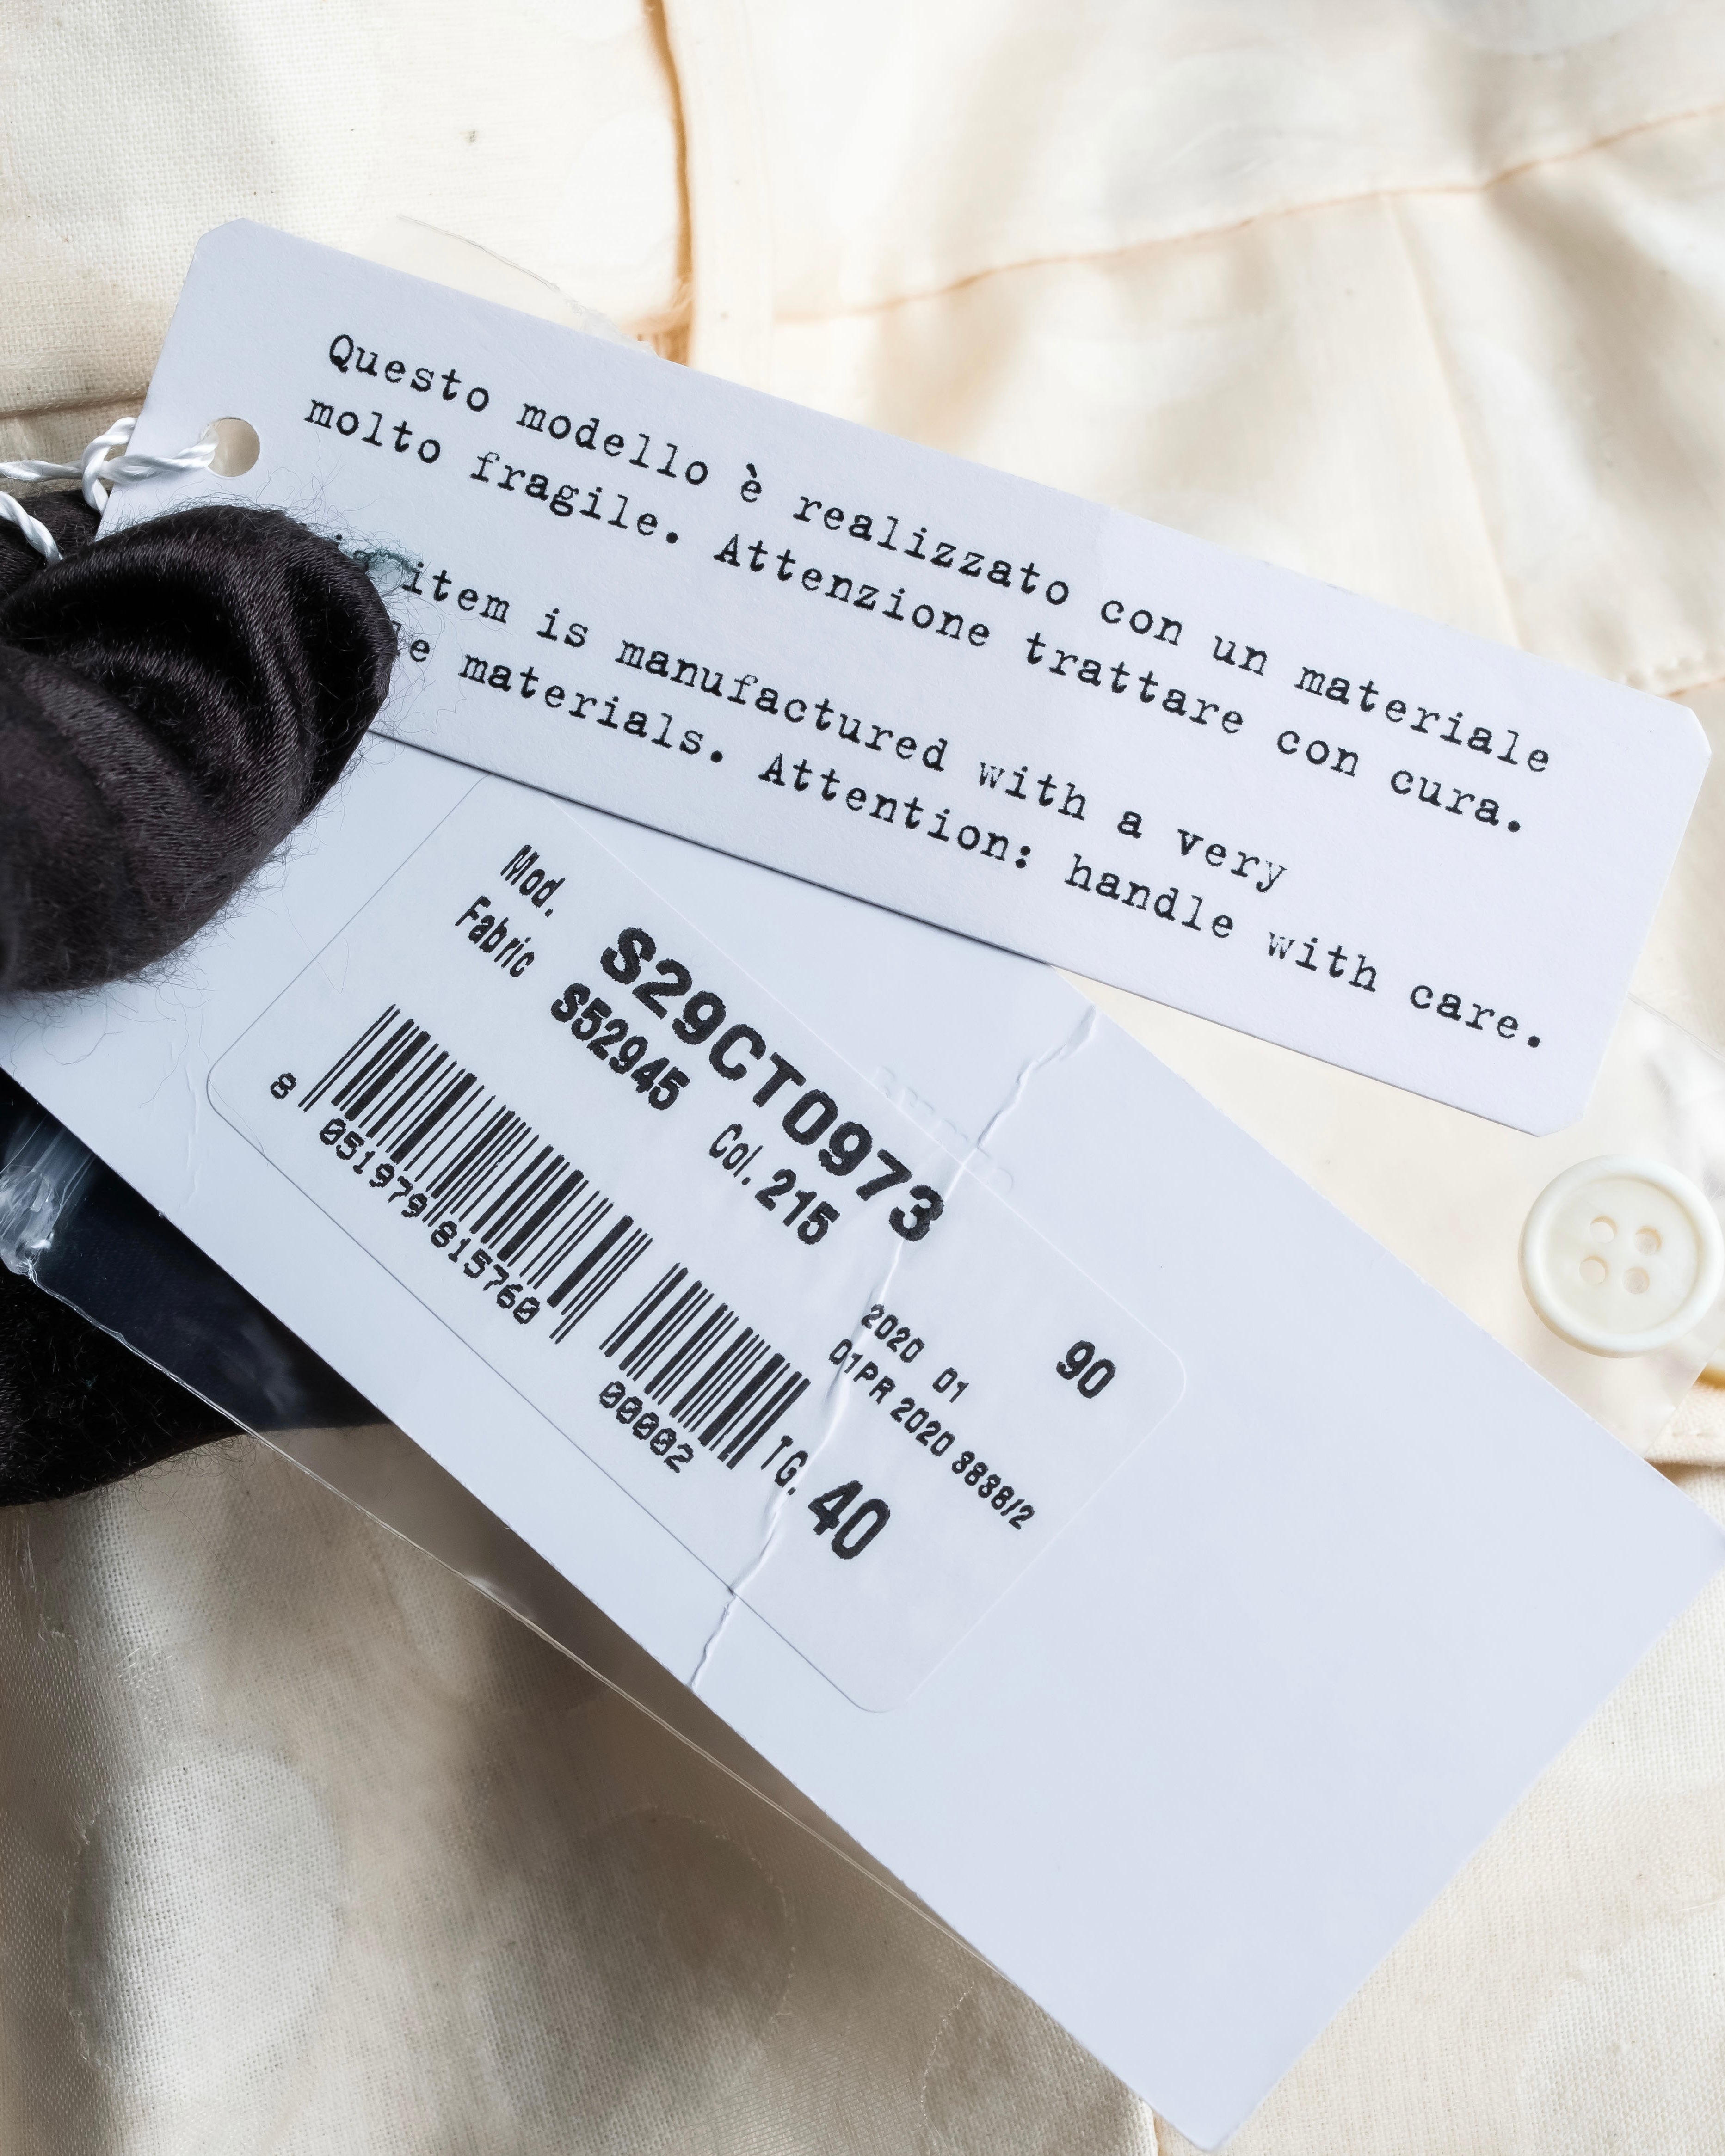 Questo modello è realizzato con un materiale
molto fragile. Attenzione trattare con cura.
item is manufactured with a very
materials. Attention: handle with care.
Mod. S29CT0973
Fabric S52945 Col. 215
8 051979 815760
00002
TG. 40
2020 01
01PR 2020 3838/2
90